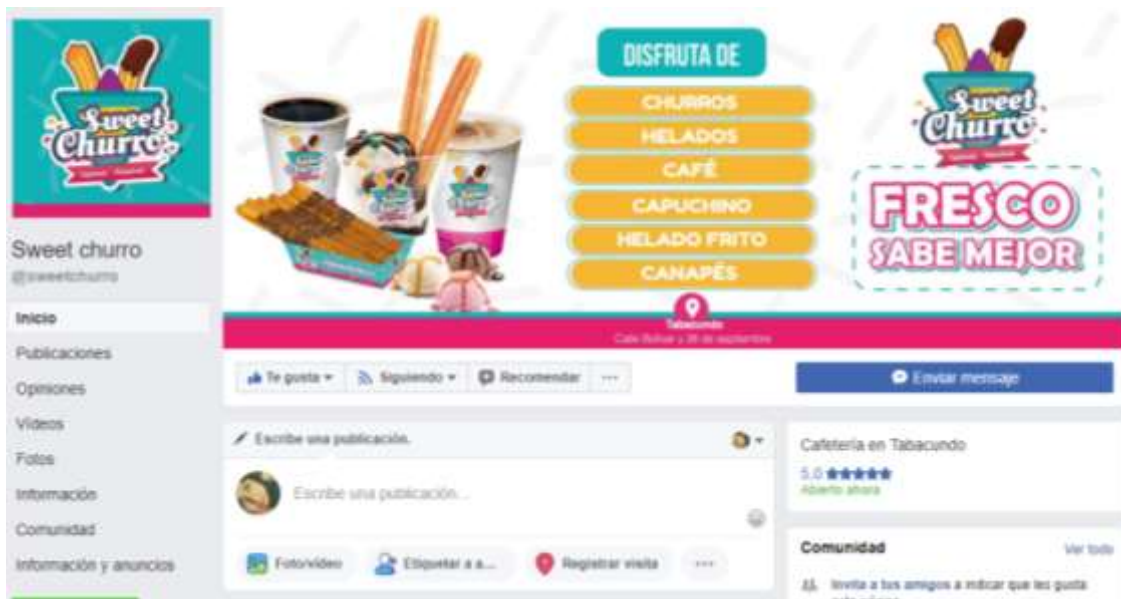 Sweet
Churro
Sweet churro
@sweetchurro
Inicio
Publicaciones
Opiniones
Vídeos
Fotos
Información
Comunidad
Información y anuncios
DISFRUTA DE
CHURROS
HELADOS
CAFÉ
CAPUCHINO
HELADO FRITO
CANAPÉS
Sweet
Churro
FRESCO
SABE MEJOR
Tabacundo
Te gusta
Siguiendo
Recomendar
Enviar mensaje
Escribe una publicación.
Escribe una publicación...
Foto/vídeo
Etiquetar a a...
Registrar visita
Cafetería en Tabacundo
5,0
Abierto ahora
Comunidad
Ver todo
Invita a tus amigos a indicar que les gusta